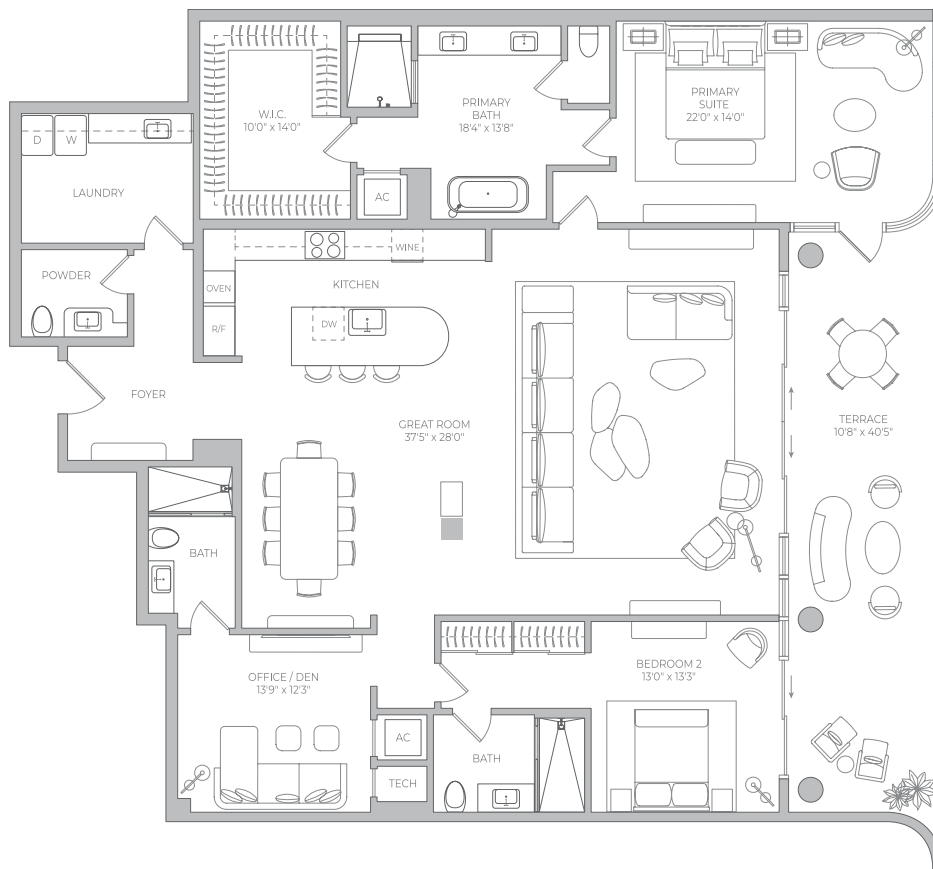 W.I.C.
10'0" x 14'0"
PRIMARY
BATH
18'4" x 13'8"
PRIMARY
SUITE
22'0" x 14'0"
D
W
LAUNDRY
AC
POWDER
WINE
OVEN
KITCHEN
R/F
DW
FOYER
GREAT ROOM
37'5" x 28'0"
TERRACE
10'8" x 40'5"
BATH
OFFICE / DEN
13'9" x 12'3"
BEDROOM 2
13'0" x 13'3"
AC
BATH
TECH